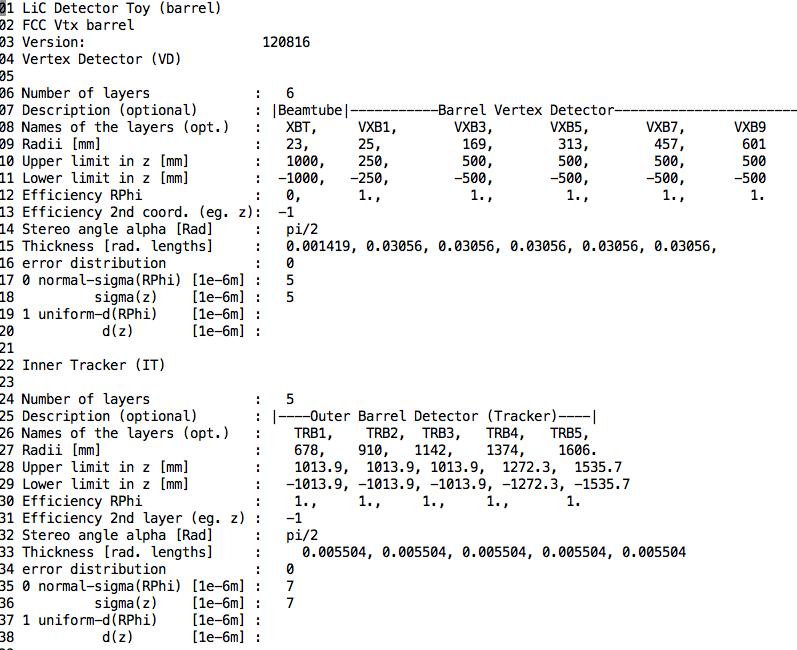 01 LiC Detector Toy (barrel)
02 FCC Vtx barrel
03 Version:                      120816
04 Vertex Detector (VD)
05
06 Number of layers             :   6
07 Description (optional)       : |Beamtube|-----------Barrel Vertex Detector-----------------------
08 Names of the layers (opt.)   :   XBT,     VXB1,       VXB3,       VXB5,       VXB7,      VXB9
09 Radii [mm]                   :   23,      25,          169,        313,        457,       601
10 Upper limit in z [mm]        :   1000,    250,         500,        500,        500,       500
11 Lower limit in z [mm]        :  -1000,   -250,        -500,       -500,       -500,      -500
12 Efficiency RPhi              :   0,       1.,           1.,         1.,         1.,        1.
13 Efficiency 2nd coord. (eg. z):  -1
14 Stereo angle alpha [Rad]     :   pi/2
15 Thickness [rad. lengths]     :   0.001419, 0.03056, 0.03056, 0.03056, 0.03056, 0.03056,
16 error distribution           :   0
17 0 normal-sigma(RPhi) [1e-6m] :   5
18          sigma(z)    [1e-6m] :   5
19 1 uniform-d(RPhi)    [1e-6m] :
20           d(z)       [1e-6m] :
21
22 Inner Tracker (IT)
23
24 Number of layers             :   5
25 Description (optional)       : |----Outer Barrel Detector (Tracker)----|
26 Names of the layers (opt.)   :    TRB1,    TRB2,  TRB3,   TRB4,   TRB5,
27 Radii [mm]                   :    678,    910,   1142,    1374,    1606.
28 Upper limit in z [mm]        :    1013.9,  1013.9, 1013.9,  1272.3,  1535.7
29 Lower limit in z [mm]        :   -1013.9, -1013.9, -1013.9, -1272.3, -1535.7
30 Efficiency RPhi              :    1.,     1.,     1.,     1.,       1.
31 Efficiency 2nd layer (eg. z) :   -1
32 Stereo angle alpha [Rad]     :   pi/2
33 Thickness [rad. lengths]     :     0.005504, 0.005504, 0.005504, 0.005504, 0.005504
34 error distribution           :   0
35 0 normal-sigma(RPhi) [1e-6m] :   7
36          sigma(z)    [1e-6m] :   7
37 1 uniform-d(RPhi)    [1e-6m] :
38           d(z)       [1e-6m] :